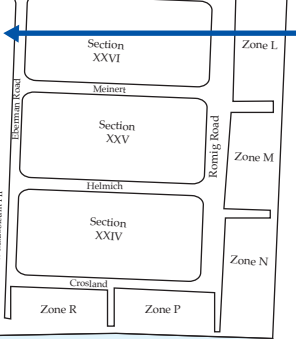 Section
XXVI
Zone L
Meinert
Eberman Road
Section
XXV
Romig Road
Zone M
Helmich
Section
XXIV
Zone N
Crosland
Zone R
Zone P